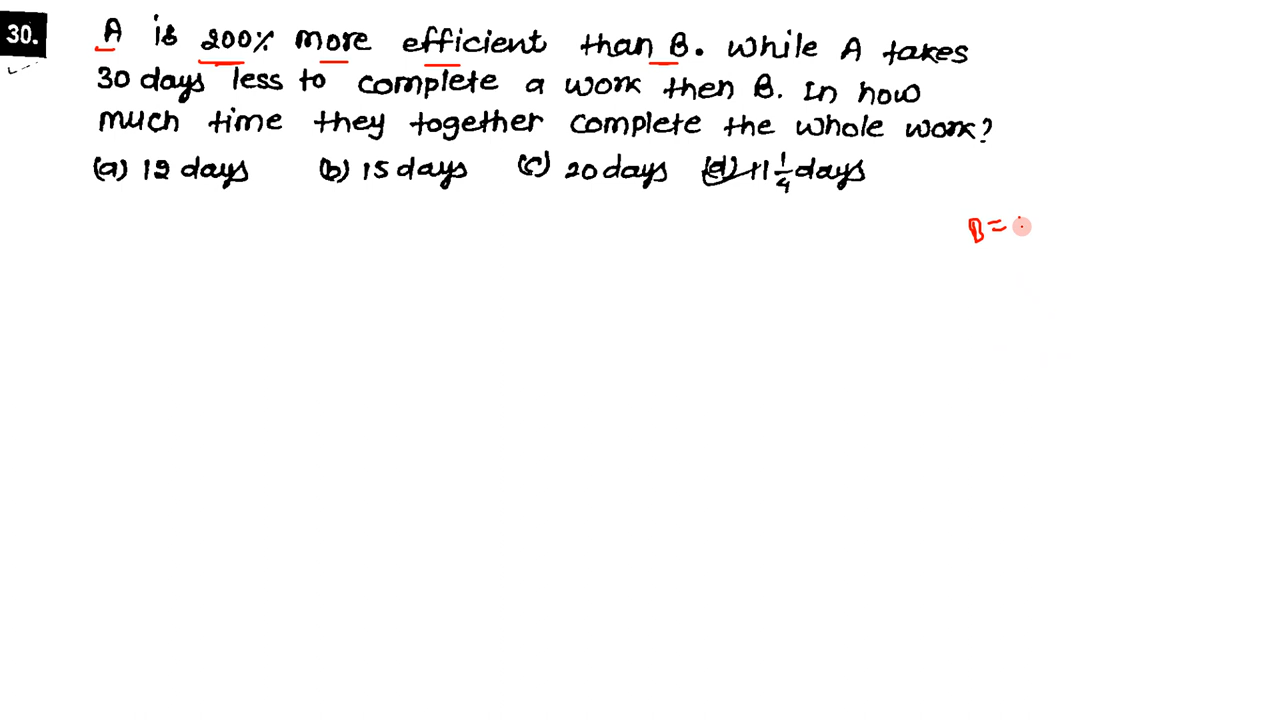 30. A is 200% more efficient than B. While A takes
30 days less to complete a work then B. In how
much time they together complete the whole work?
(a) 12 days (b) 15 days (c) 20 days (d) 11 1/4 days
B =